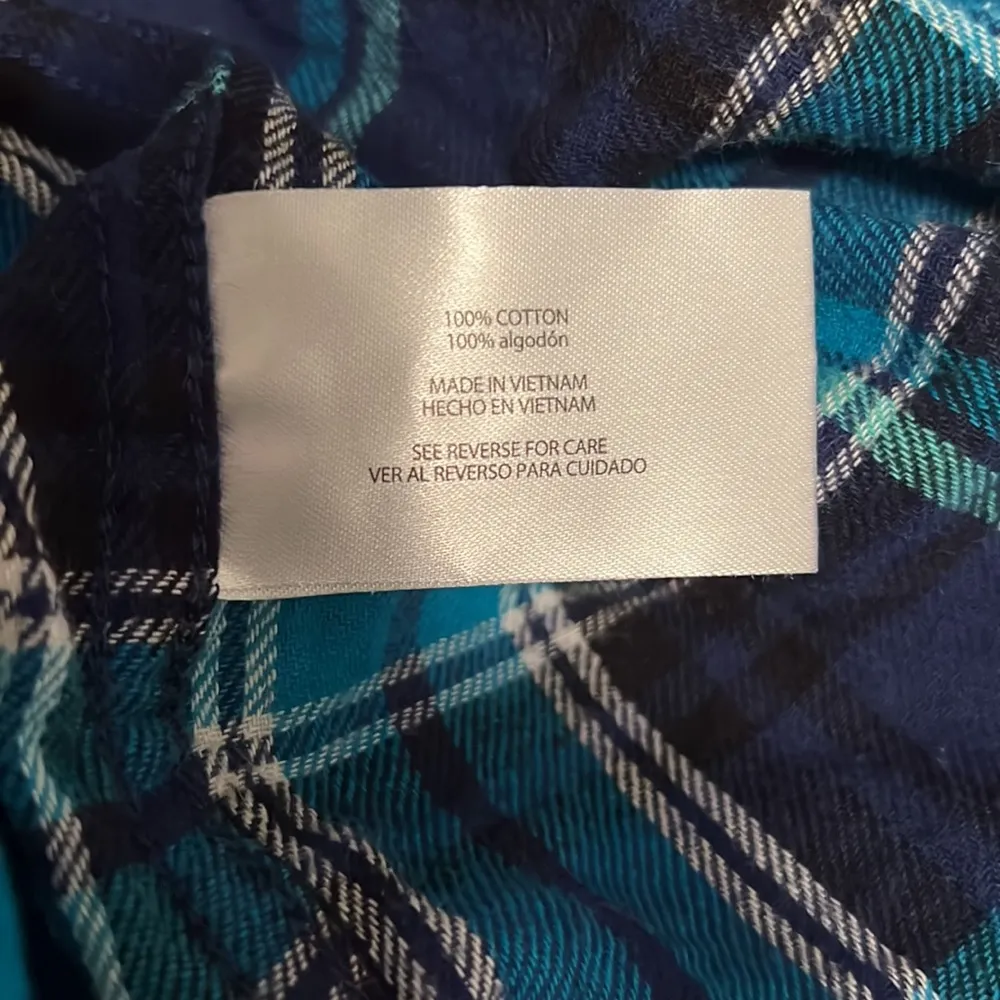 100% COTTON
100% algodón
MADE IN VIETNAM
HECHO EN VIETNAM
SEE REVERSE FOR CARE
VER AL REVERSO PARA CUIDADO